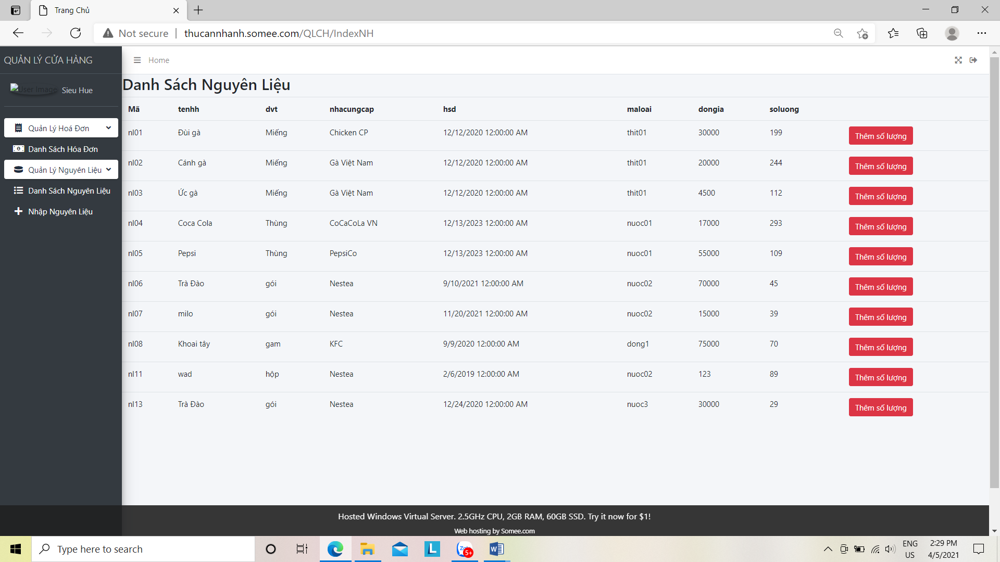 Trang Chủ
Not secure | thucannhanh.somee.com/QLCH/IndexNH
QUẢN LÝ CỬA HÀNG
Home
User Image Sieu Hue
Danh Sách Nguyên Liệu
Quản Lý Hoá Đơn
Danh Sách Hóa Đơn
Quản Lý Nguyên Liệu
Danh Sách Nguyên Liệu
Nhập Nguyên Liệu
Mã tenhh dvt nhacungcap hsd maloai dongia soluong
nl01 Đùi gà Miếng Chicken CP 12/12/2020 12:00:00 AM thit01 30000 199 Thêm số lượng
nl02 Cánh gà Miếng Gà Việt Nam 12/12/2020 12:00:00 AM thit01 20000 244 Thêm số lượng
nl03 Ức gà Miếng Gà Việt Nam 12/12/2020 12:00:00 AM thit01 4500 112 Thêm số lượng
nl04 Coca Cola Thùng CoCaCoLa VN 12/13/2023 12:00:00 AM nuoc01 17000 293 Thêm số lượng
nl05 Pepsi Thùng PepsiCo 12/13/2023 12:00:00 AM nuoc01 55000 109 Thêm số lượng
nl06 Trà Đào gói Nestea 9/10/2021 12:00:00 AM nuoc02 70000 45 Thêm số lượng
nl07 milo gói Nestea 11/20/2021 12:00:00 AM nuoc02 15000 39 Thêm số lượng
nl08 Khoai tây gam KFC 9/9/2020 12:00:00 AM dong1 75000 70 Thêm số lượng
nl11 wad hộp Nestea 2/6/2019 12:00:00 AM nuoc02 123 89 Thêm số lượng
nl13 Trà Đào gói Nestea 12/24/2020 12:00:00 AM nuoc3 30000 29 Thêm số lượng
Hosted Windows Virtual Server. 2.5GHz CPU, 2GB RAM, 60GB SSD. Try it now for $1!
Web hosting by Somee.com
Type here to search
L
5+
ENG
US
2:29 PM
4/5/2021